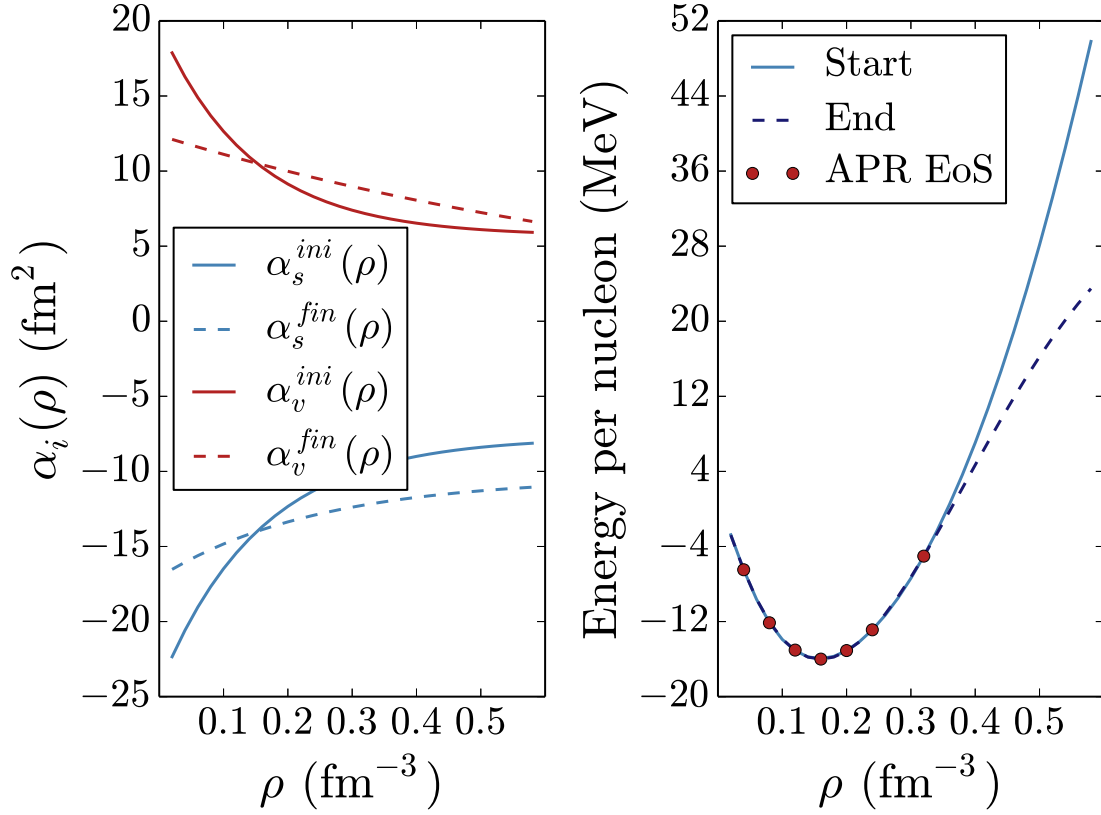 20
15
10
5
0
−5
−10
−15
−20
−25
0.1 0.2 0.3 0.4 0.5
ρ (fm⁻³)
α_i(ρ) (fm²)
α_s^{ini}(ρ)
α_s^{fin}(ρ)
α_v^{ini}(ρ)
α_v^{fin}(ρ)
52
44
36
28
20
12
4
−4
−12
−20
0.1 0.2 0.3 0.4 0.5
ρ (fm⁻³)
Energy per nucleon (MeV)
Start
End
APR EoS